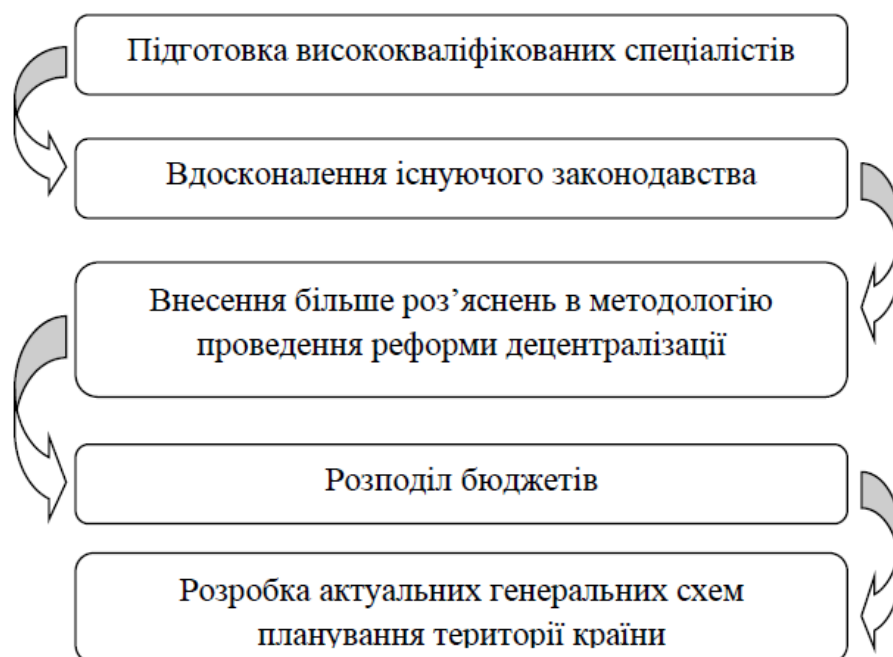 Підготовка висококваліфікованих спеціалістів
Вдосконалення існуючого законодавства
Внесення більше роз’яснень в методологію
проведення реформи децентралізації
Розподіл бюджетів
Розробка актуальних генеральних схем
планування території країни